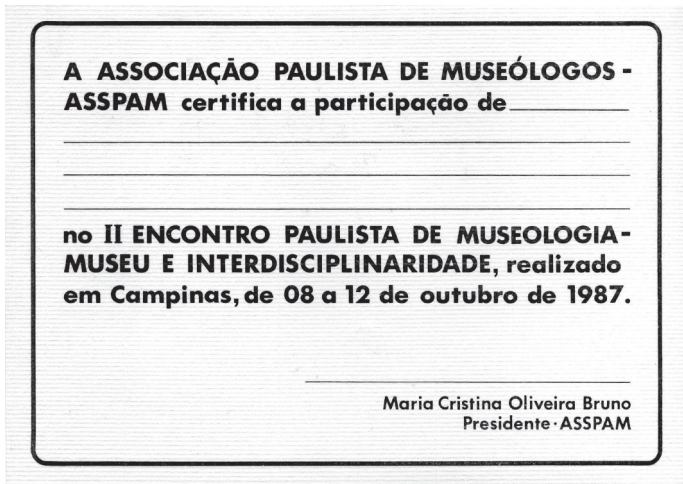 A ASSOCIAÇÃO PAULISTA DE MUSEÓLOGOS -
ASSPAM certifica a participação de
no II ENCONTRO PAULISTA DE MUSEOLOGIA-
MUSEU E INTERDISCIPLINARIDADE, realizado
em Campinas, de 08 a 12 de outubro de 1987.
Maria Cristina Oliveira Bruno
Presidente · ASSPAM